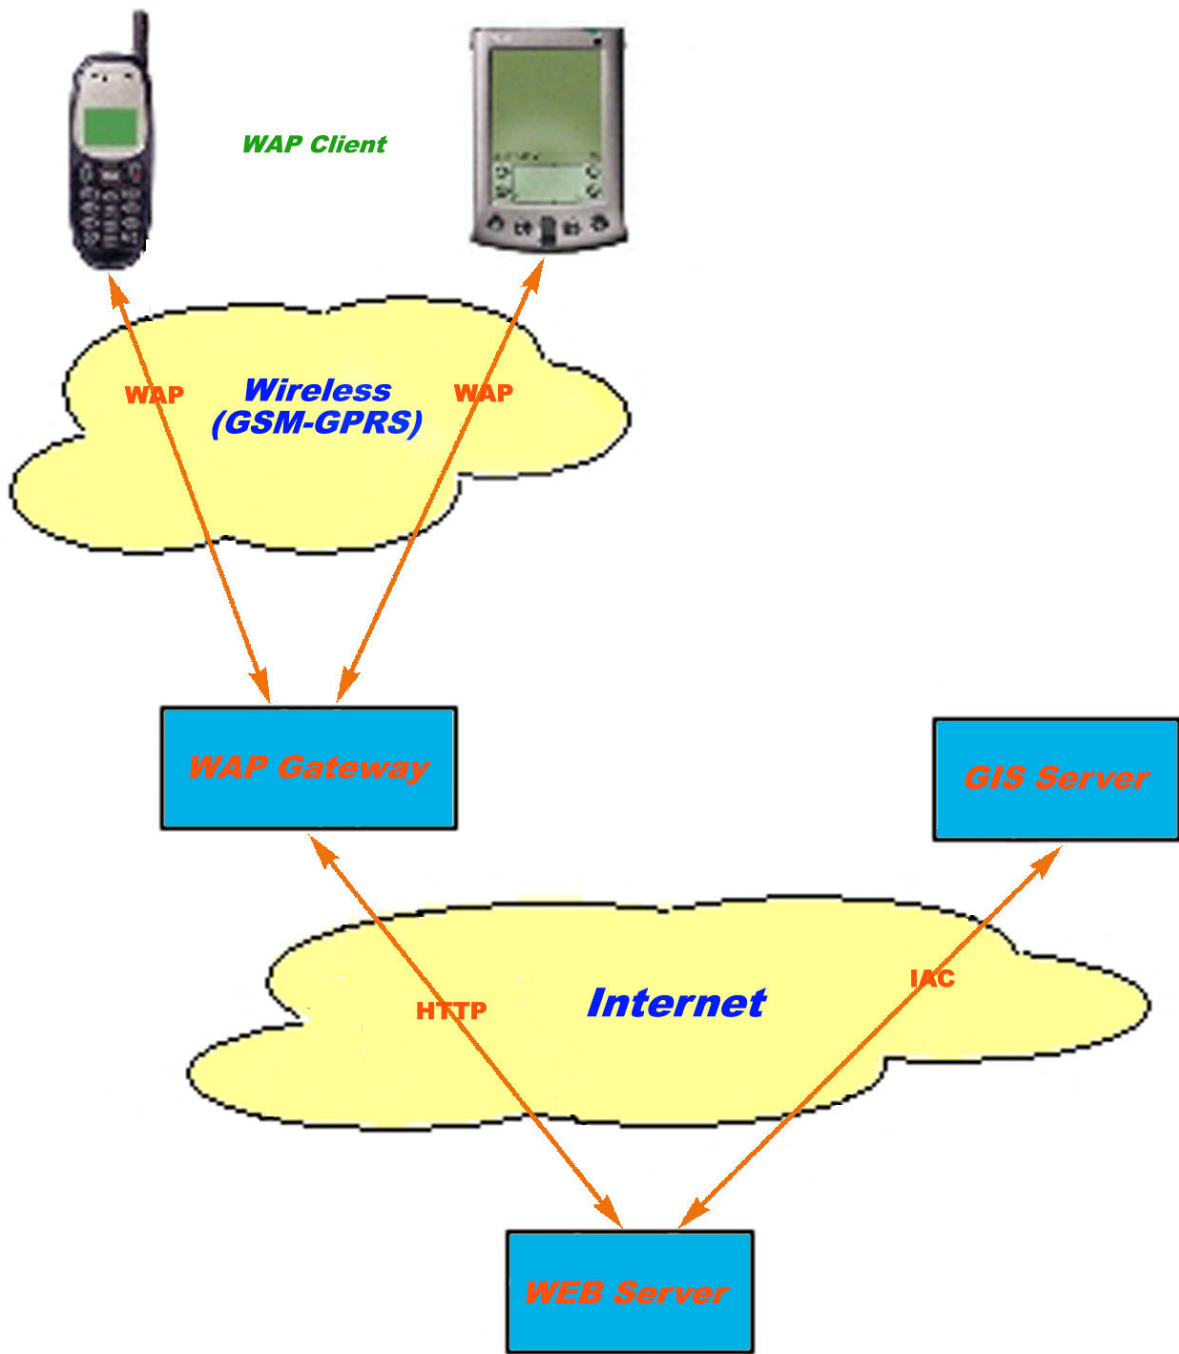 WAP Client
WAP
Wireless
(GSM-GPRS)
WAP
WAP Gateway
GIS Server
HTTP
Internet
IAC
WEB Server